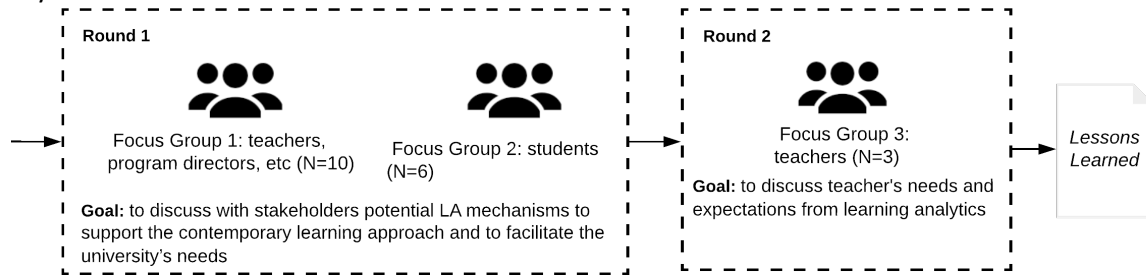 Round 1
Focus Group 1: teachers,
program directors, etc (N=10)
Focus Group 2: students
(N=6)
Goal: to discuss with stakeholders potential LA mechanisms to
support the contemporary learning approach and to facilitate the
university's needs
Round 2
Focus Group 3:
teachers (N=3)
Goal: to discuss teacher's needs and
expectations from learning analytics
Lessons
Learned